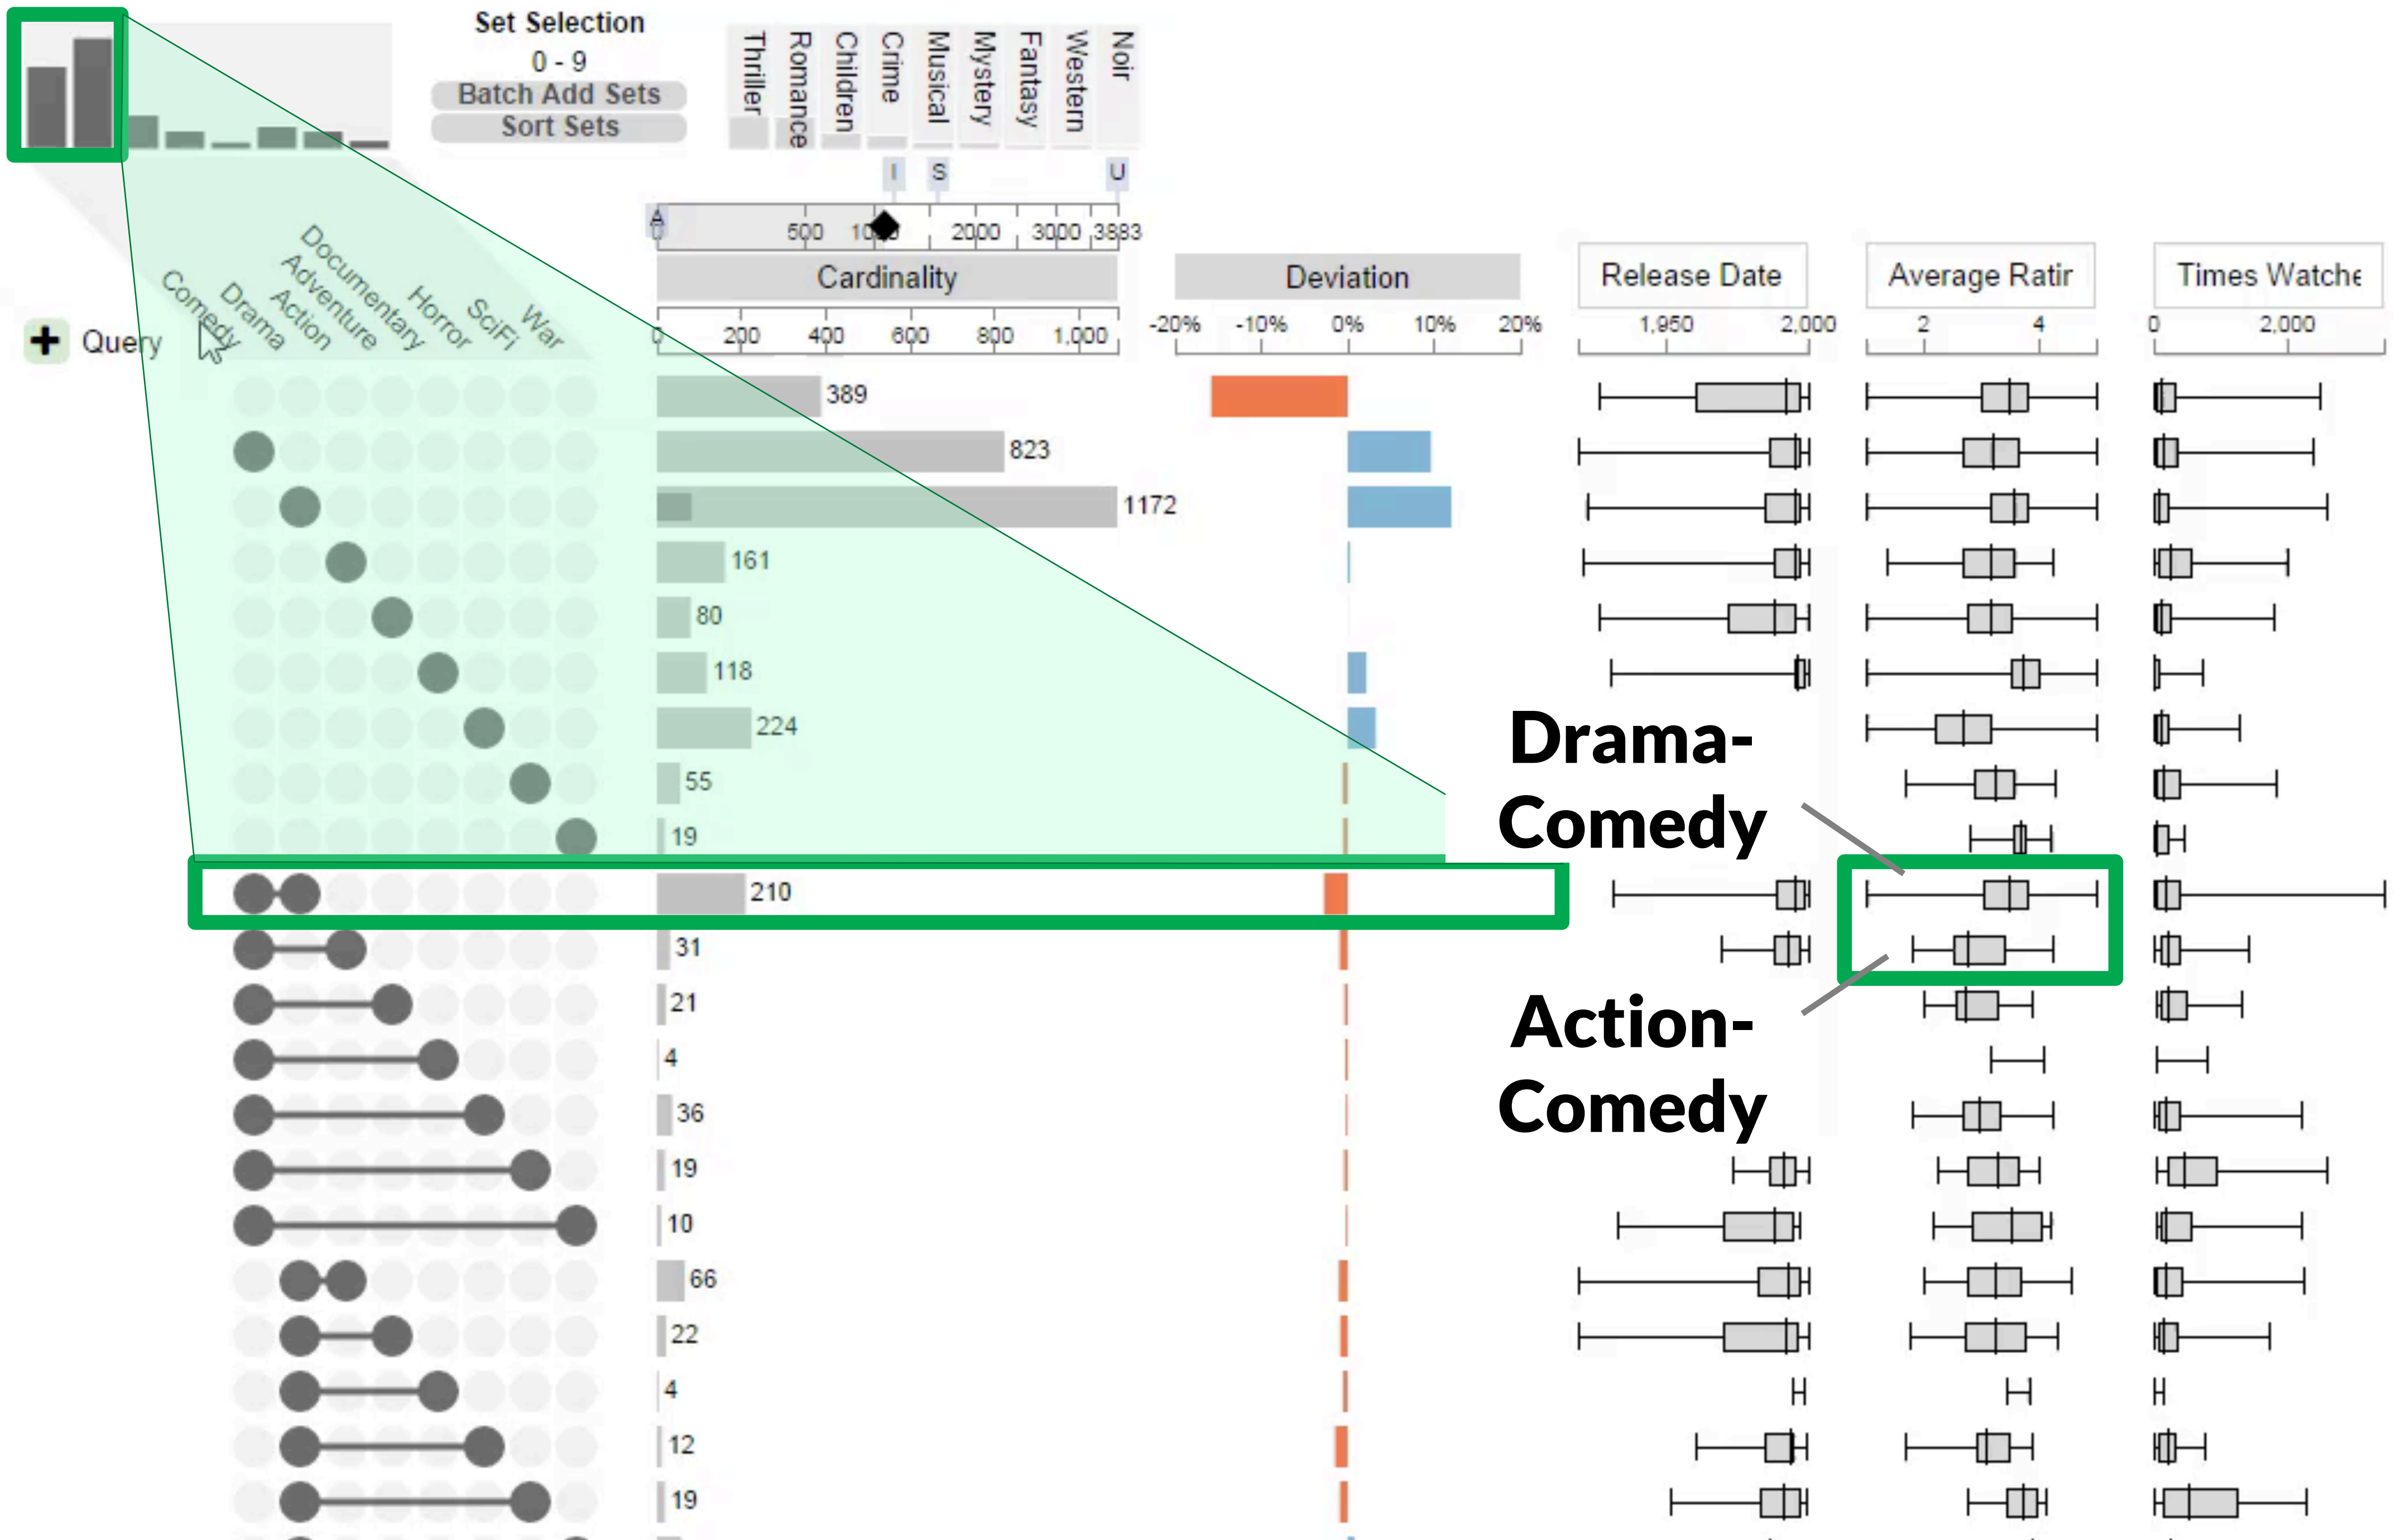 Set Selection
0 - 9
Batch Add Sets
Sort Sets
Thriller
Romance
Children
Crime
Musical
Mystery
Fantasy
Western
Noir
I S U
A
0 500 2000 3000 3883
Cardinality
0 200 400 600 800 1,000
Deviation
-20% -10% 0% 10% 20%
Release Date
1,950 2,000
Average Ratir
2 4
Times Watche
0 2,000
Query
Comedy
Drama
Action
Adventure
Documentary
Horror
SciFi
War
389
823
1172
161
80
118
224
55
19
210
31
21
4
36
19
10
66
22
4
12
19
Drama-
Comedy
Action-
Comedy